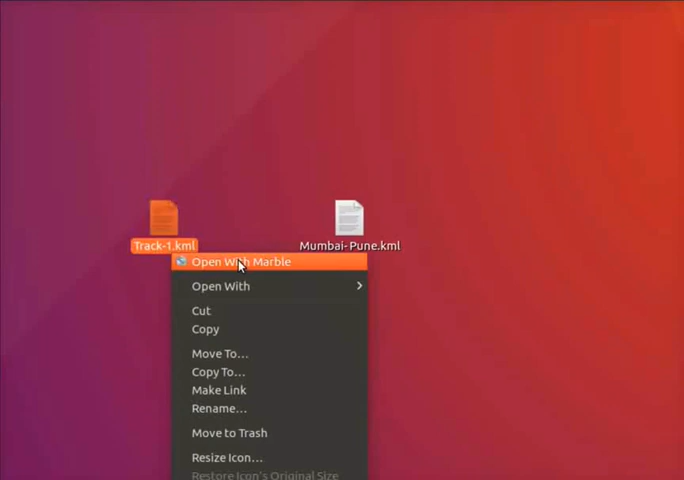 Track-1.kml
Mumbai-Pune.kml
Open With Marble
Open With
Cut
Copy
Move To...
Copy To...
Make Link
Rename...
Move to Trash
Resize Icon...
Restore Icon's Original Size